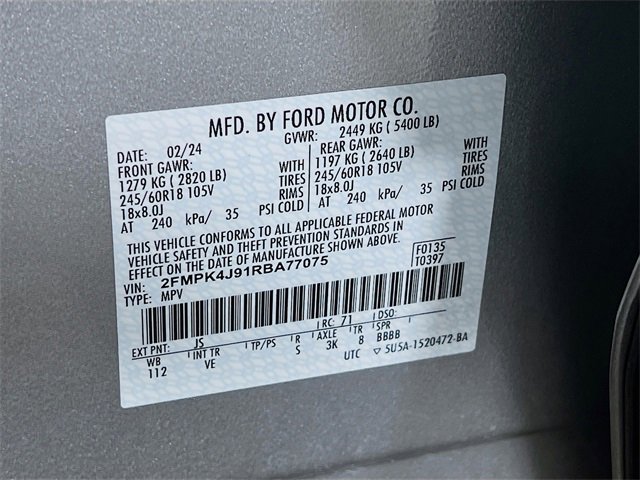 MFD. BY FORD MOTOR CO.
DATE: 02/24 GVWR: 2449 KG ( 5400 LB)
FRONT GAWR: WITH REAR GAWR: WITH
1279 KG ( 2820 LB) TIRES 1197 KG ( 2640 LB) TIRES
245/60R18 105V RIMS 245/60R18 105V RIMS
18x8.0J 18x8.0J
AT 240 kPa/ 35 PSI COLD AT 240 kPa/ 35 PSI COLD
THIS VEHICLE CONFORMS TO ALL APPLICABLE FEDERAL MOTOR
VEHICLE SAFETY AND THEFT PREVENTION STANDARDS IN
EFFECT ON THE DATE OF MANUFACTURE SHOWN ABOVE. F0135
VIN: 2FMPK4J91RBA77075 T0397
TYPE: MPV
EXT PNT: JS RC: 71 DSO:
WB INT TR TP/PS R AXLE TR SPR
112 VE S 3K 8 BBBB
UTC ▽ 5U5A-1520472-BA